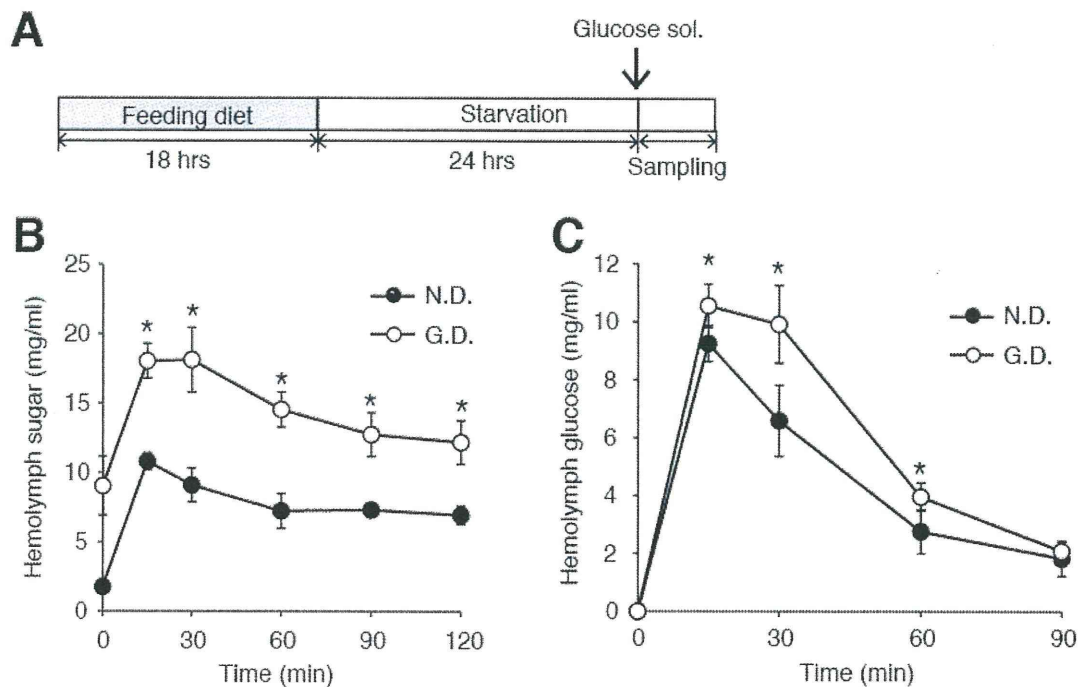 A
Glucose sol.
Feeding diet
Starvation
18 hrs
24 hrs
Sampling
B
Hemolymph sugar (mg/ml)
25
20
15
10
5
0
*
*
*
*
*
N.D.
G.D.
0
30
60
90
120
Time (min)
C
Hemolymph glucose (mg/ml)
12
10
8
6
4
2
0
*
*
*
N.D.
G.D.
0
30
60
90
Time (min)